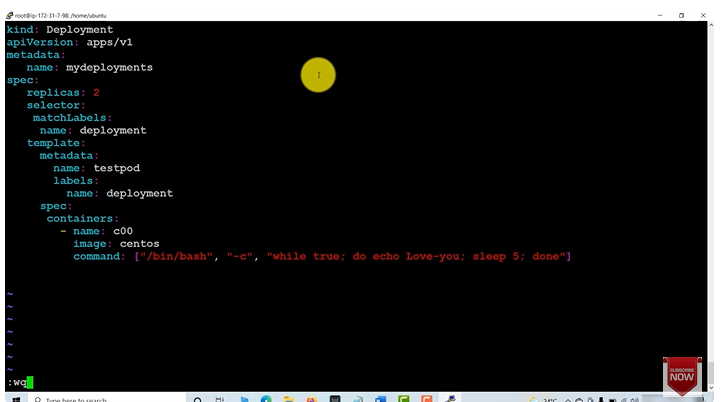 root@ip-172-31-7-98: /home/ubuntu
kind: Deployment
apiVersion: apps/v1
metadata:
   name: mydeployments
spec:
   replicas: 2
   selector:
    matchLabels:
     name: deployment
   template:
     metadata:
       name: testpod
       labels:
         name: deployment
     spec:
      containers:
        - name: c00
          image: centos
          command: ["/bin/bash", "-c", "while true; do echo Love-you; sleep 5; done"]
~
~
~
~
~
~
~
:wq
SUBSCRIBE
NOW
Type here to search
24°C